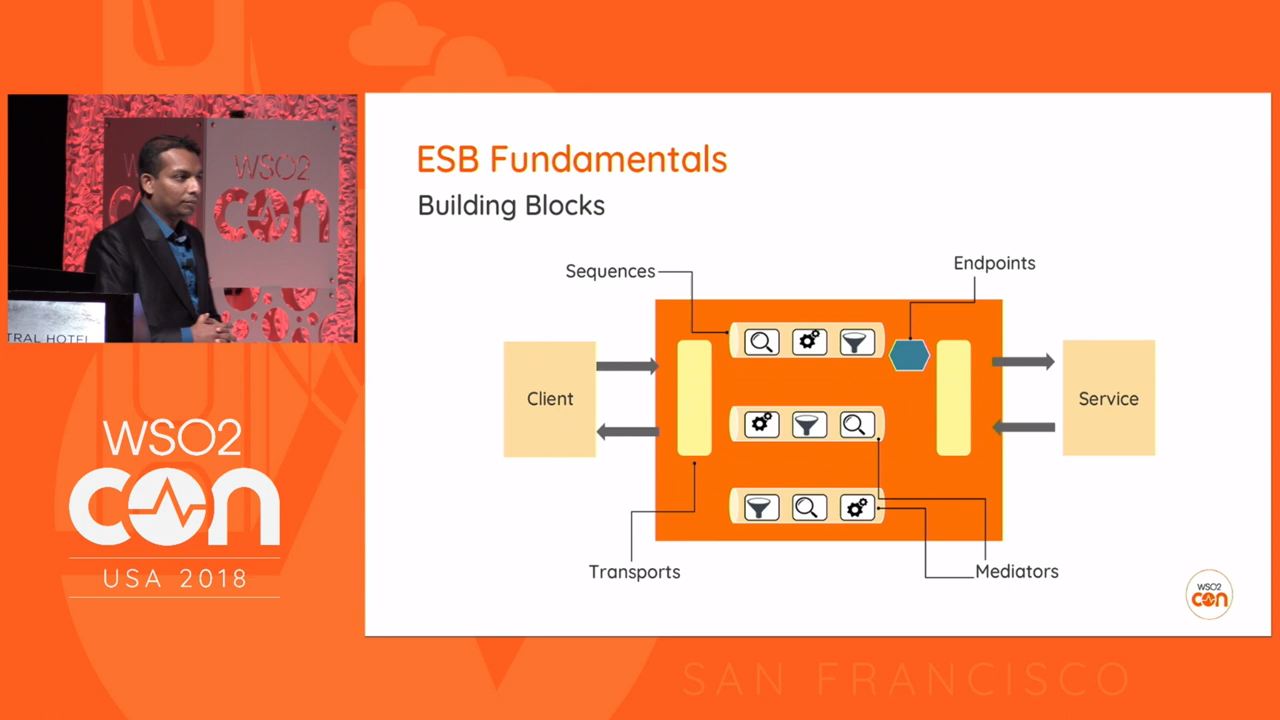 WSO2
con
TRAL HOTEL
WSO2
con
USA 2018
ESB Fundamentals
Building Blocks
Sequences
Endpoints
Client
Service
Transports
Mediators
WSO2
con
SAN FRANCISCO